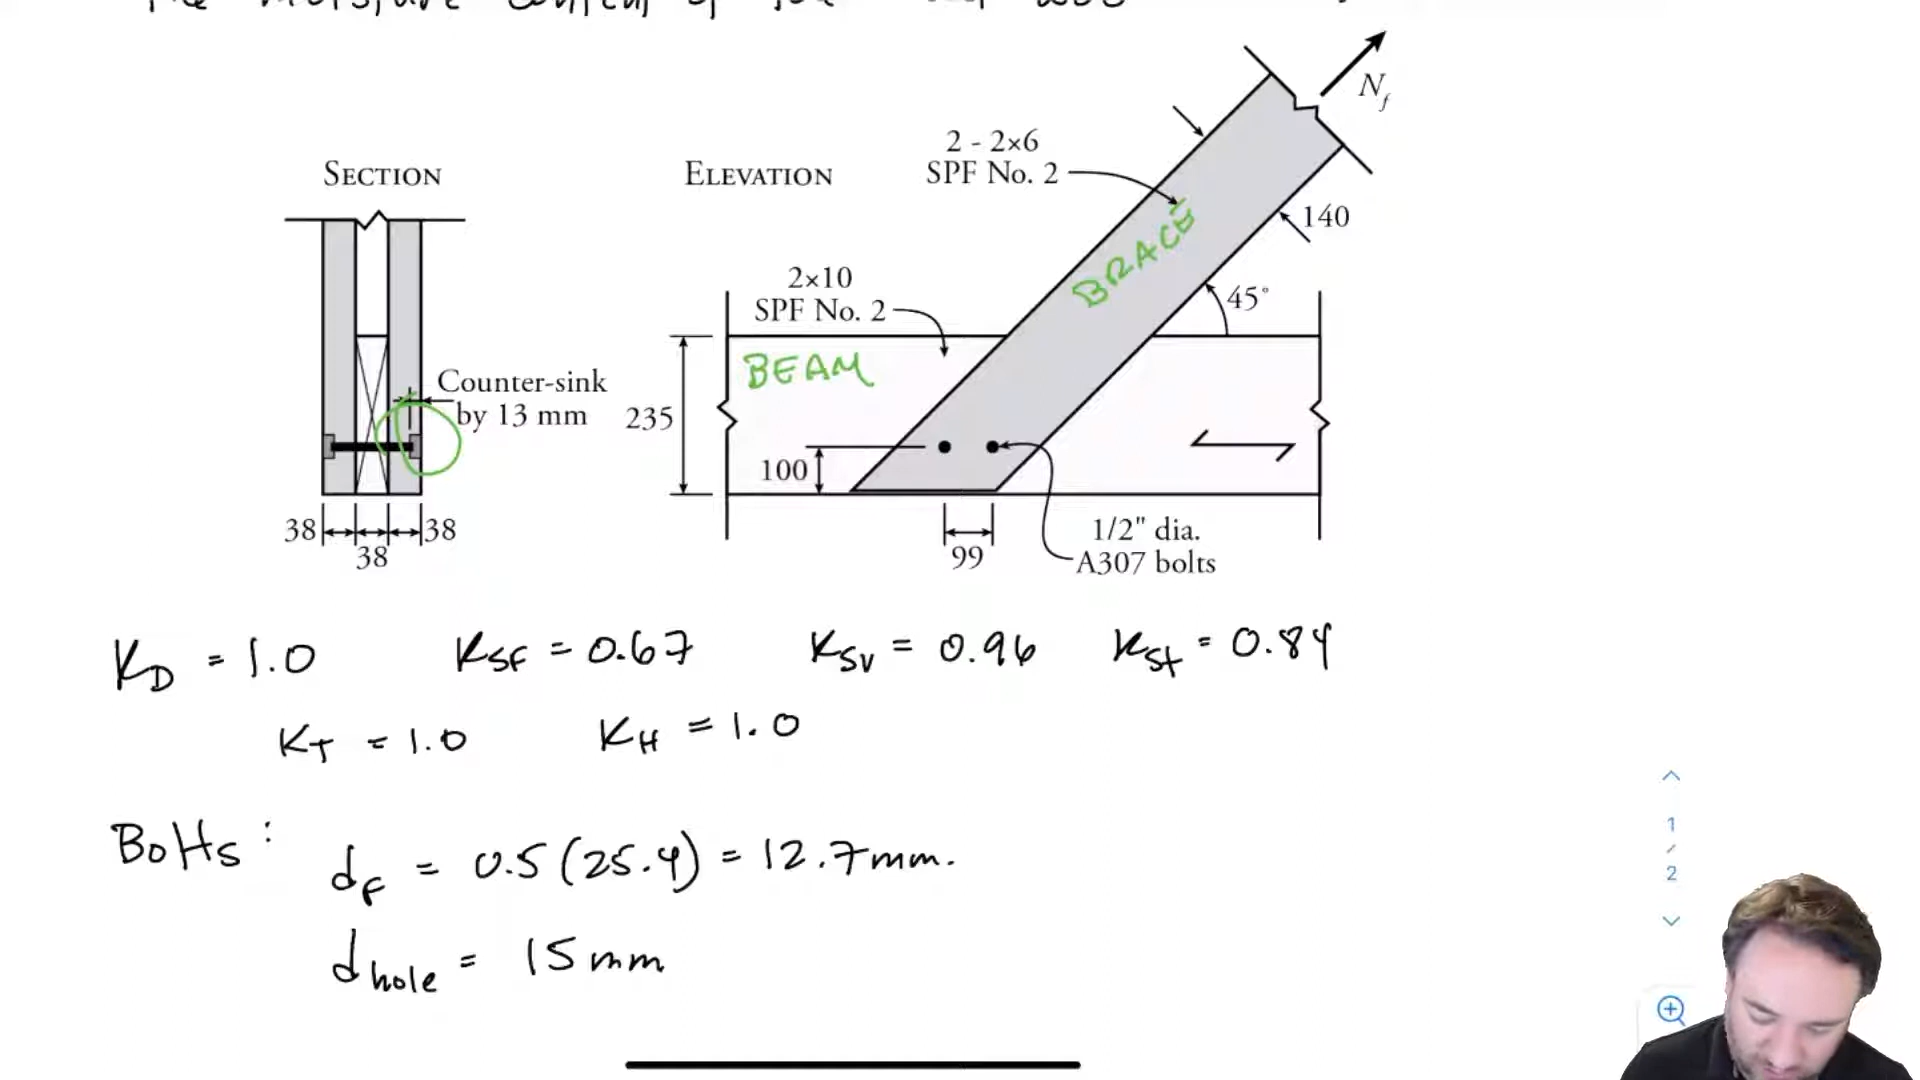 SECTION
ELEVATION
2 - 2×6
SPF No. 2
N_f
140
45°
BRACE
2×10
SPF No. 2
BEAM
Counter-sink
by 13 mm
235
100
38
38
38
99
1/2" dia.
A307 bolts
K_D = 1.0 K_SF = 0.67 K_SV = 0.96 K_St = 0.84
K_T = 1.0 K_H = 1.0
Bolts: d_F = 0.5 (25.4) = 12.7 mm.
d_hole = 15 mm
1
/
2